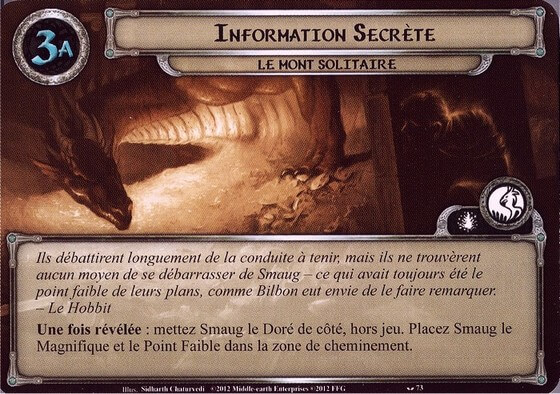 3A
INFORMATION SECRÈTE
LE MONT SOLITAIRE
Ils débattirent longuement de la conduite à tenir, mais ils ne trouvèrent
aucun moyen de se débarrasser de Smaug – ce qui avait toujours été le
point faible de leurs plans, comme Bilbon eut envie de le faire remarquer.
– Le Hobbit
Une fois révélée : mettez Smaug le Doré de côté, hors jeu. Placez Smaug le
Magnifique et le Point Faible dans la zone de cheminement.
Illus. Sidharth Chaturvedi ©2012 Middle-earth Enterprises ©2012 FFG 73